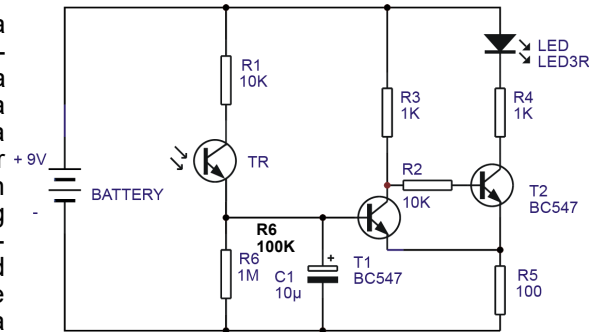 R1
10K
LED
LED3R
R3
1K
R4
1K
+ 9V
TR
R2
10K
BATTERY
-
T2
BC547
R6
100K
+
R6
1M
C1
10µ
T1
BC547
R5
100